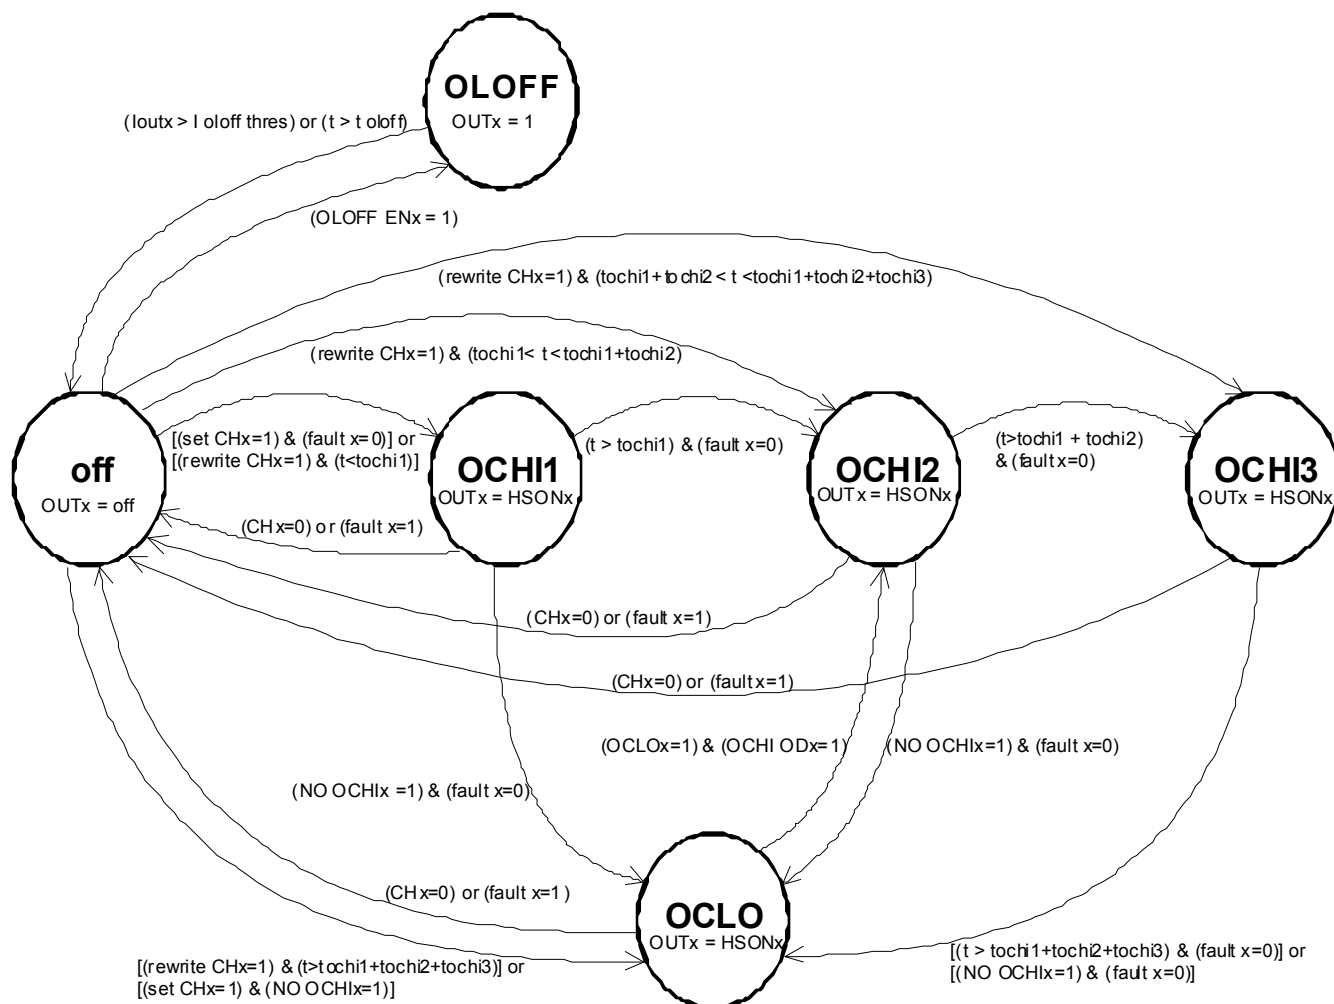 OLOFF
OUTx = 1
(Ioutx > I oloff thres) or (t > t oloff)
(OLOFF ENx = 1)
(rewrite CHx=1) & (tochi1+tochi2 < t <tochi1+tochi2+tochi3)
(rewrite CHx=1) & (tochi1< t <tochi1+tochi2)
[(set CHx=1) & (fault x=0)] or
[(rewrite CHx=1) & (t<tochi1)]
(t > tochi1) & (fault x=0)
(t>tochi1 + tochi2)
& (fault x=0)
off
OUTx = off
OCHI1
OUTx = HSONx
OCHI2
OUTx = HSONx
OCHI3
OUTx = HSONx
(CHx=0) or (fault x=1)
(CHx=0) or (fault x=1)
(CHx=0) or (fault x=1)
(OCLOx=1) & (OCHI ODx=1)
(NO OCHIx=1) & (fault x=0)
(NO OCHIx =1) & (fault x=0)
(CHx=0) or (fault x=1)
OCLO
OUTx = HSONx
[(rewrite CHx=1) & (t>tochi1+tochi2+tochi3)] or
[(set CHx=1) & (NO OCHIx=1)]
[(t > tochi1+tochi2+tochi3) & (fault x=0)] or
[(NO OCHIx=1) & (fault x=0)]